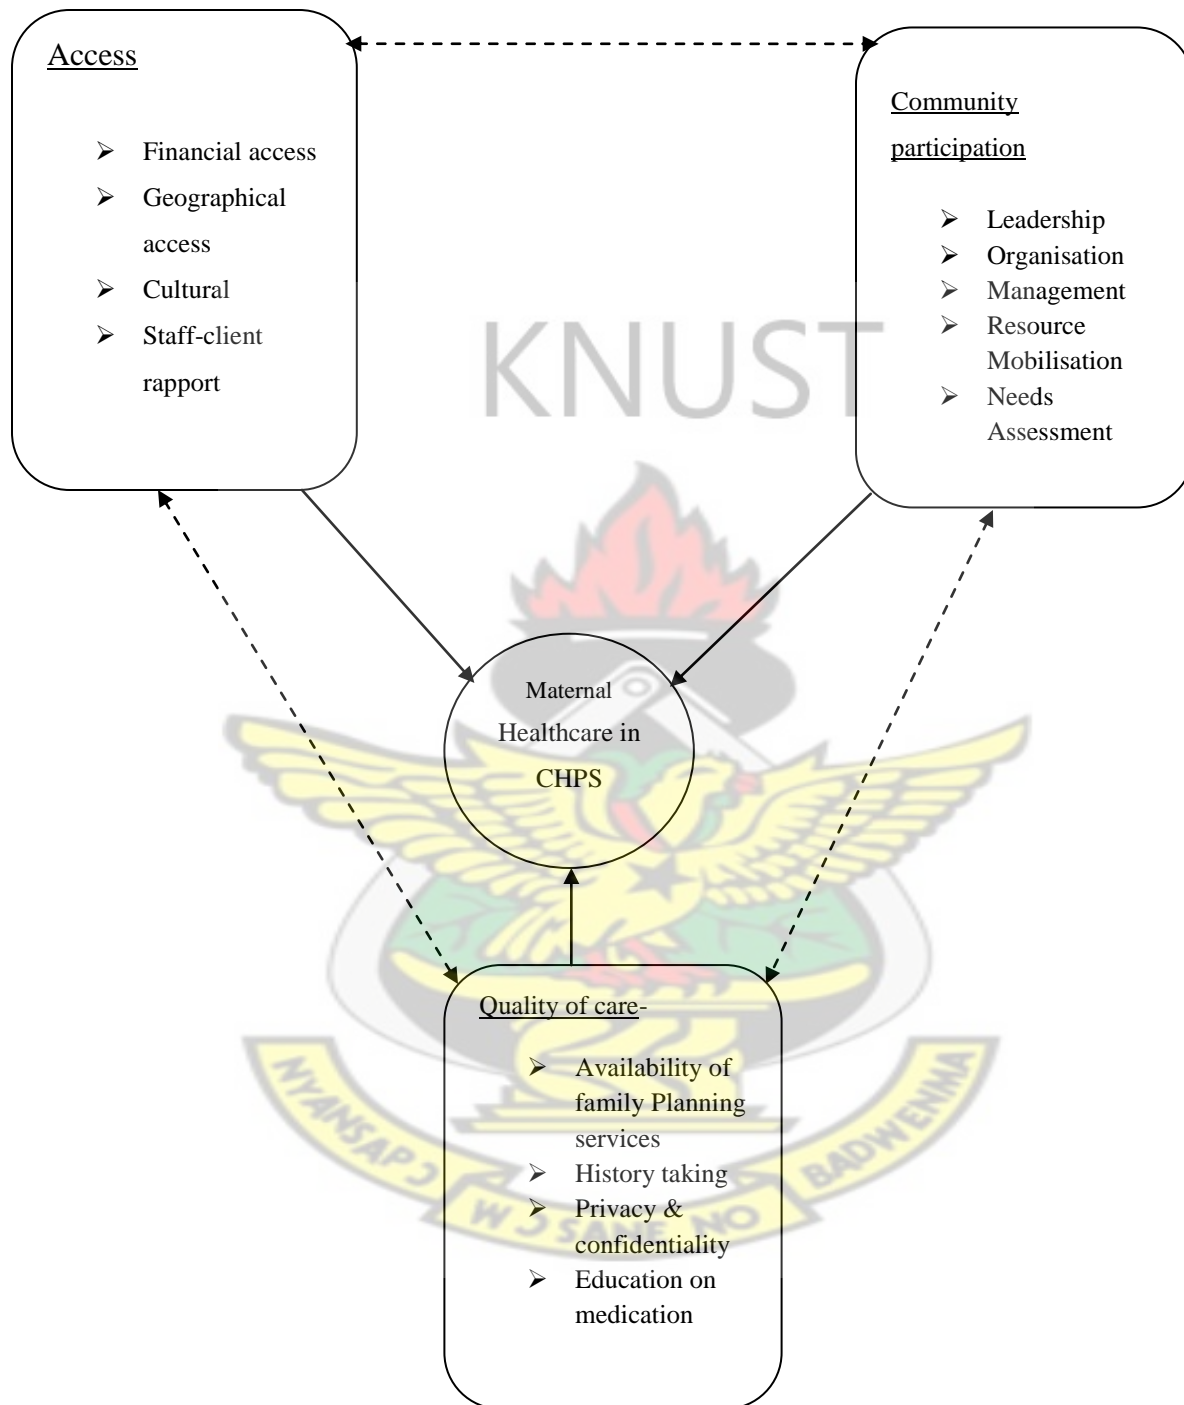 Access
➢ Financial access
➢ Geographical
access
➢ Cultural
➢ Staff-client
rapport
Community
participation
➢ Leadership
➢ Organisation
➢ Management
➢ Resource
Mobilisation
➢ Needs
Assessment
KNUST
Maternal
Healthcare in
CHPS
Quality of care-
➢ Availability of
family Planning
services
➢ History taking
➢ Privacy &
confidentiality
➢ Education on
medication
NYANSAPƆ
WƆ SANE NO
BADWENMA